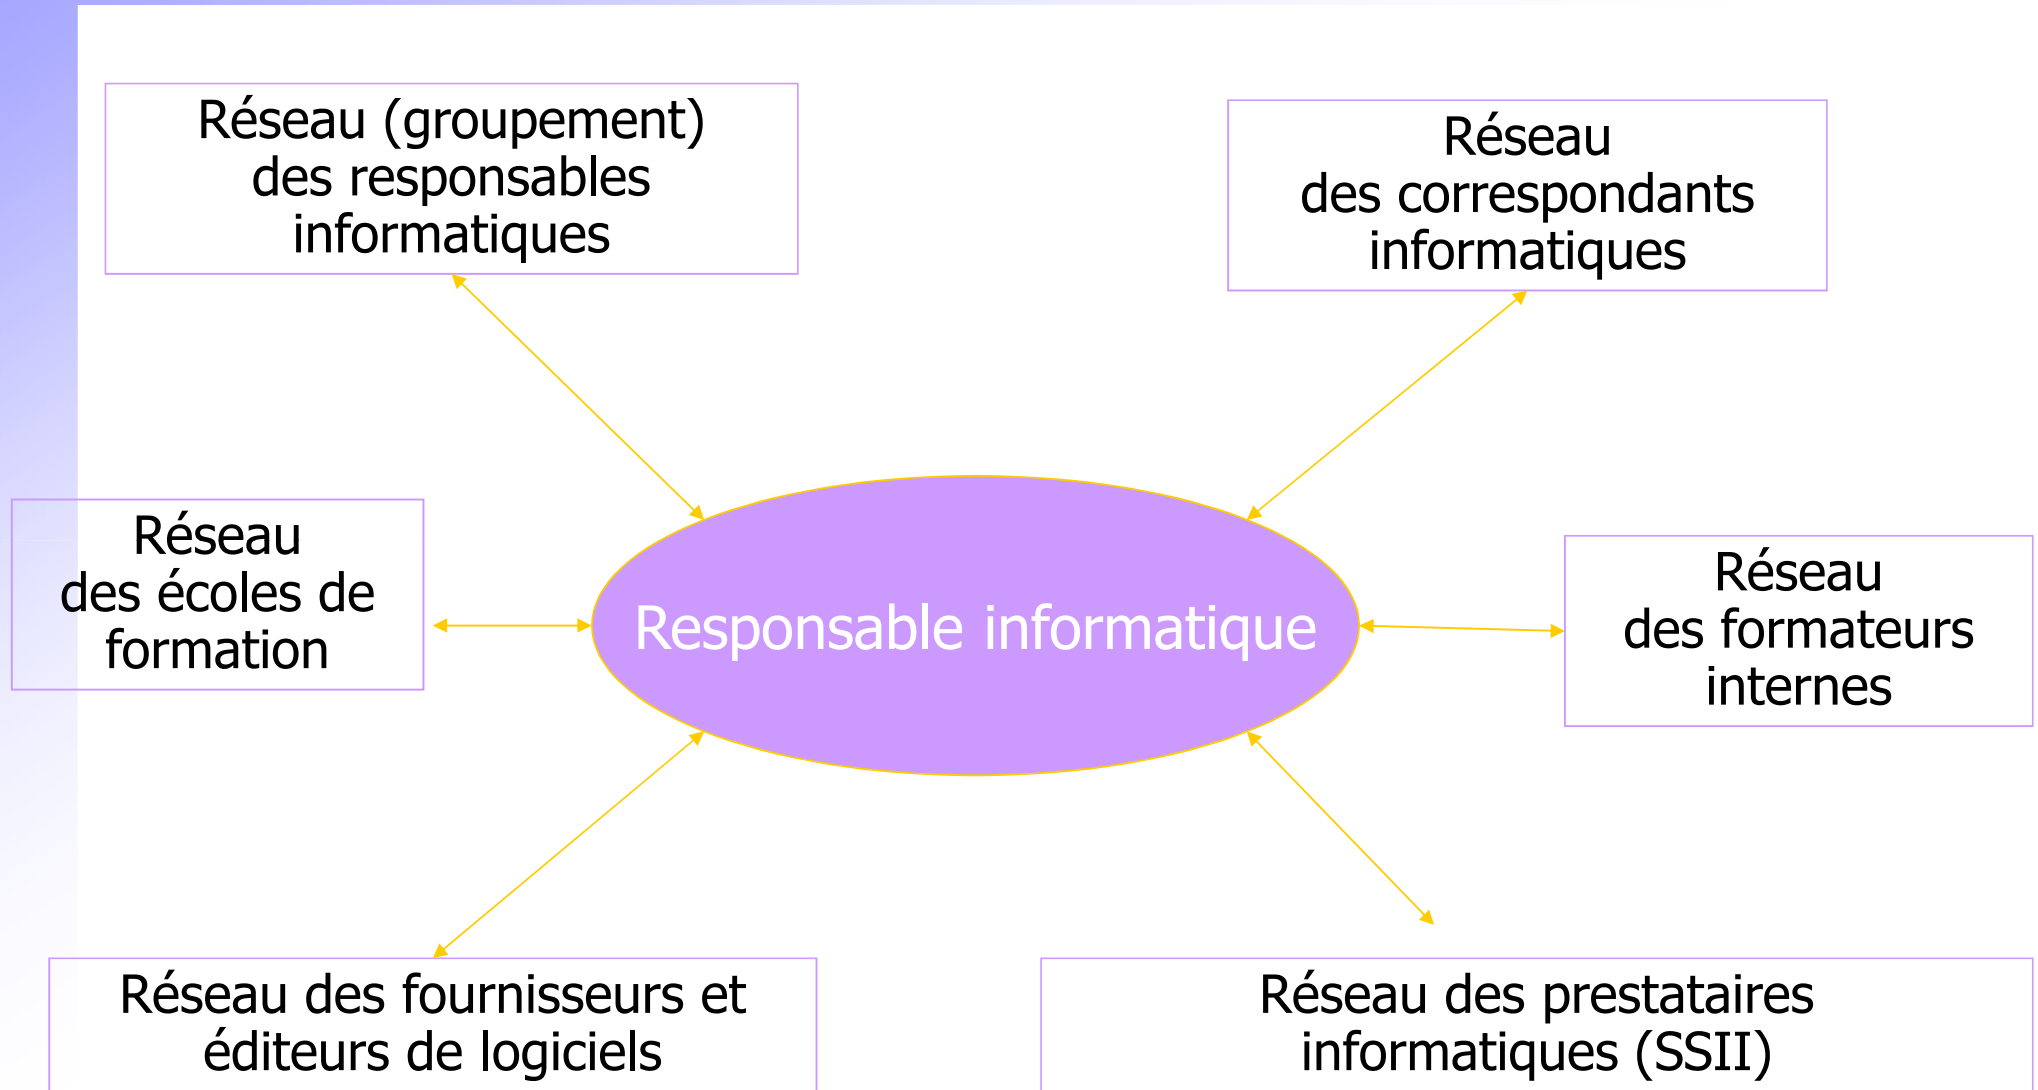 Réseau (groupement)
des responsables
informatiques
Réseau
des correspondants
informatiques
Réseau
des écoles de
formation
Responsable informatique
Réseau
des formateurs
internes
Réseau des fournisseurs et
éditeurs de logiciels
Réseau des prestataires
informatiques (SSII)